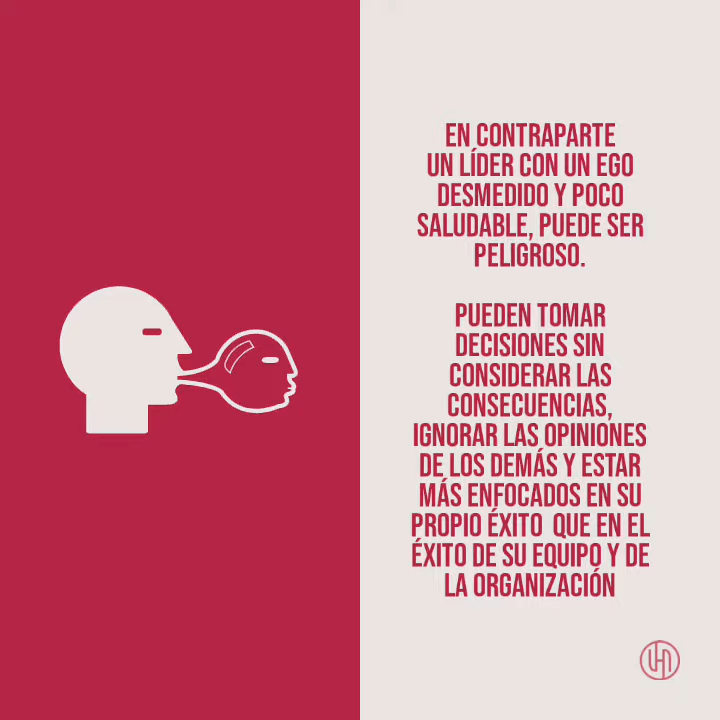 EN CONTRAPARTE
UN LÍDER CON UN EGO
DESMEDIDO Y POCO
SALUDABLE, PUEDE SER
PELIGROSO.
PUEDEN TOMAR
DECISIONES SIN
CONSIDERAR LAS
CONSECUENCIAS,
IGNORAR LAS OPINIONES
DE LOS DEMÁS Y ESTAR
MÁS ENFOCADOS EN SU
PROPIO ÉXITO QUE EN EL
ÉXITO DE SU EQUIPO Y DE
LA ORGANIZACIÓN